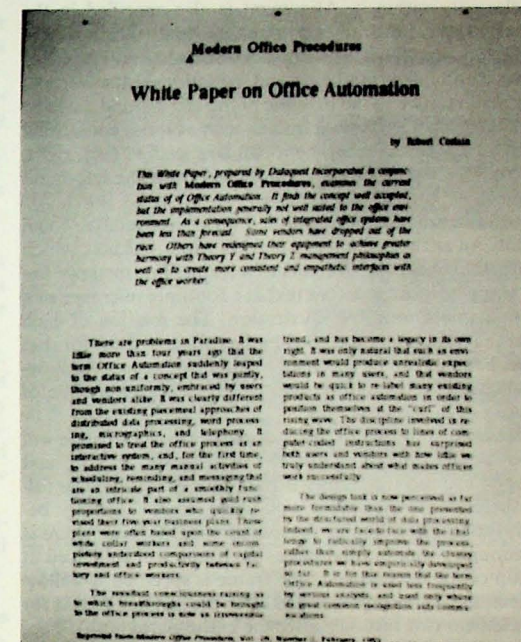 Modern Office Procedures
White Paper on Office Automation
by Robert
This White Paper, prepared by Dataquest Incorporated in conjunc-
tion with Modern Office Procedures, examines the current
status of of Office Automation. It finds the concept well accepted,
but the implementation generally not well suited to the office env-
ronment. As a consequence, sales of integrated office systems have
been less than forecast. Some vendors have dropped out of the
race. Others have redesigned their equipment to achieve greater
harmony with Theory Y and Theory Z management philosophies as
well as to create more consistent and empathetic interfaces with
the office worker.
There are problems in Paradise. It was
little more than four years ago that the
term Office Automation suddenly leaped
to the status of a concept that was jointly,
though non uniformly, embraced by users
and vendors alike. It was clearly different
from the existing piecemeal approaches of
distributed data processing, word process-
ing, micrographics, and telephony. It
promised to treat the office process as an
interactive system, and, for the first time,
to address the many manual activities of
scheduling, reminding, and messaging that
are an intricate part of a smoothly func-
tioning office. It also assumed gold rush
proportions to vendors who quickly re-
vised their five year business plans. Those
plans were often based upon the count of
white collar workers and some incom-
pletely understood comparisons of capital
investment and productivity between fac-
tory and office workers.
The resultant consciousness raising as
to which breakthroughs could be brought
to the office process is now an irreversible
trend, and has become a legacy in its own
right. It was only natural that such an envi-
ronment would produce unrealistic expec-
tations in many users, and that vendors
would be quick to re-label many existing
products as office automation in order to
position themselves at the "curl" of this
rising wave. The discipline involved in re-
ducing the office process to lines of com-
puter-coded instructions has surprised
both users and vendors with how little we
truly understand about what makes offices
work successfully.
The design task is now perceived as far
more formidable than the one presented
by the structured world of data processing.
Indeed, we are face to face with the chal-
lenge to radically improve the process
rather than simply automate the clumsy
procedures we have empirically developed
so far. It is for this reason that the term
Office Automation is used less frequently
by serious analysts, and used only where
its great common recognition aids commu-
nications.
Reprinted from Modern Office Procedures, Vol. 28, Number 2, February, 1983